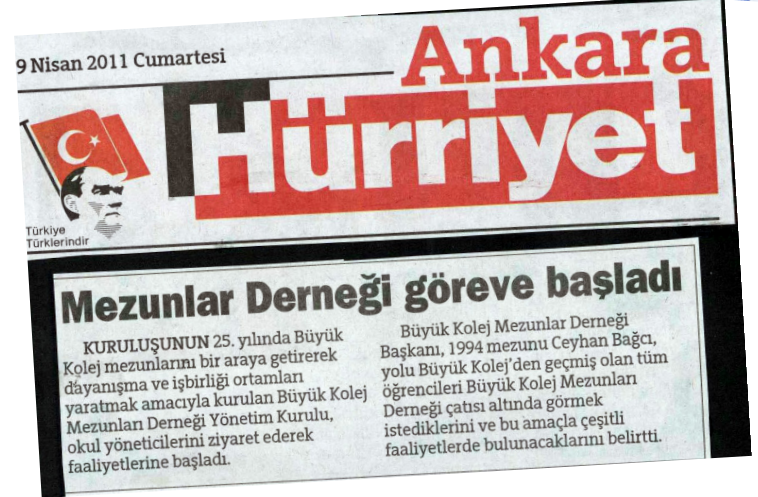 9 Nisan 2011 Cumartesi
Ankara
Hürriyet
Türkiye
Türklerindir
Mezunlar Derneği göreve başladı
KURULUŞUNUN 25. yılında Büyük
Kolej mezunlarını bir araya getirerek
dayanışma ve işbirliği ortamları
yaratmak amacıyla kurulan Büyük Kolej
Mezunları Derneği Yönetim Kurulu,
okul yöneticilerini ziyaret ederek
faaliyetlerine başladı.
Büyük Kolej Mezunlar Derneği
Başkanı, 1994 mezunu Ceyhan Bağcı,
yolu Büyük Kolej'den geçmiş olan tüm
öğrencileri Büyük Kolej Mezunları
Derneği çatısı altında görmek
istediklerini ve bu amaçla çeşitli
faaliyetlerde bulunacaklarını belirtti.